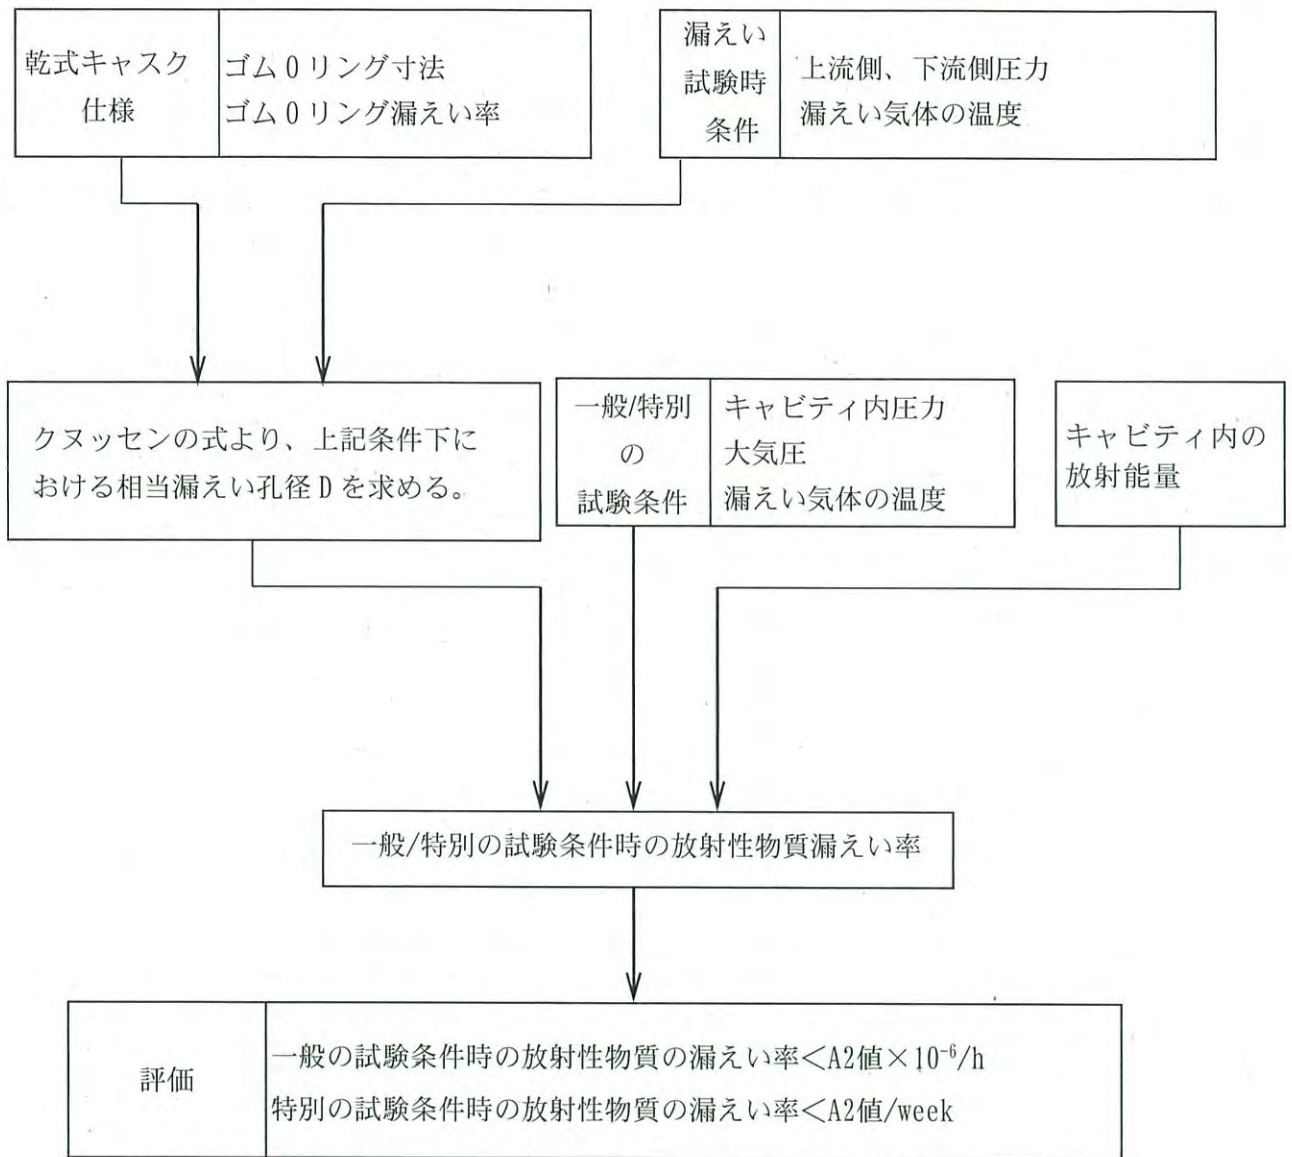 乾式キャスク
仕様
ゴム0リング寸法
ゴム0リング漏えい率
漏えい
試験時
条件
上流側、下流側圧力
漏えい気体の温度
クヌッセンの式より、上記条件下に
おける相当漏えい孔径Dを求める。
一般/特別
の
試験条件
キャビティ内圧力
大気圧
漏えい気体の温度
キャビティ内の
放射能量
一般/特別の試験条件時の放射性物質漏えい率
評価
一般の試験条件時の放射性物質の漏えい率<A2値×10⁻⁶/h
特別の試験条件時の放射性物質の漏えい率<A2値/week